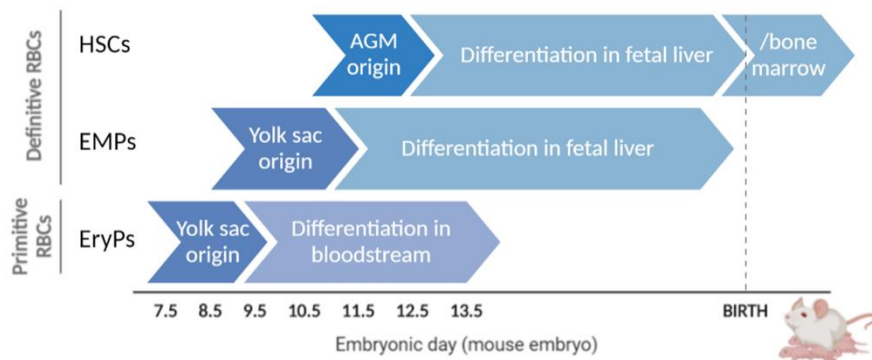 Definitive RBCs
HSCs
AGM
origin
Differentiation in fetal liver
/bone
marrow
EMPs
Yolk sac
origin
Differentiation in fetal liver
Primitive
RBCs
EryPs
Yolk sac
origin
Differentiation in
bloodstream
7.5 8.5 9.5 10.5 11.5 12.5 13.5 BIRTH
Embryonic day (mouse embryo)